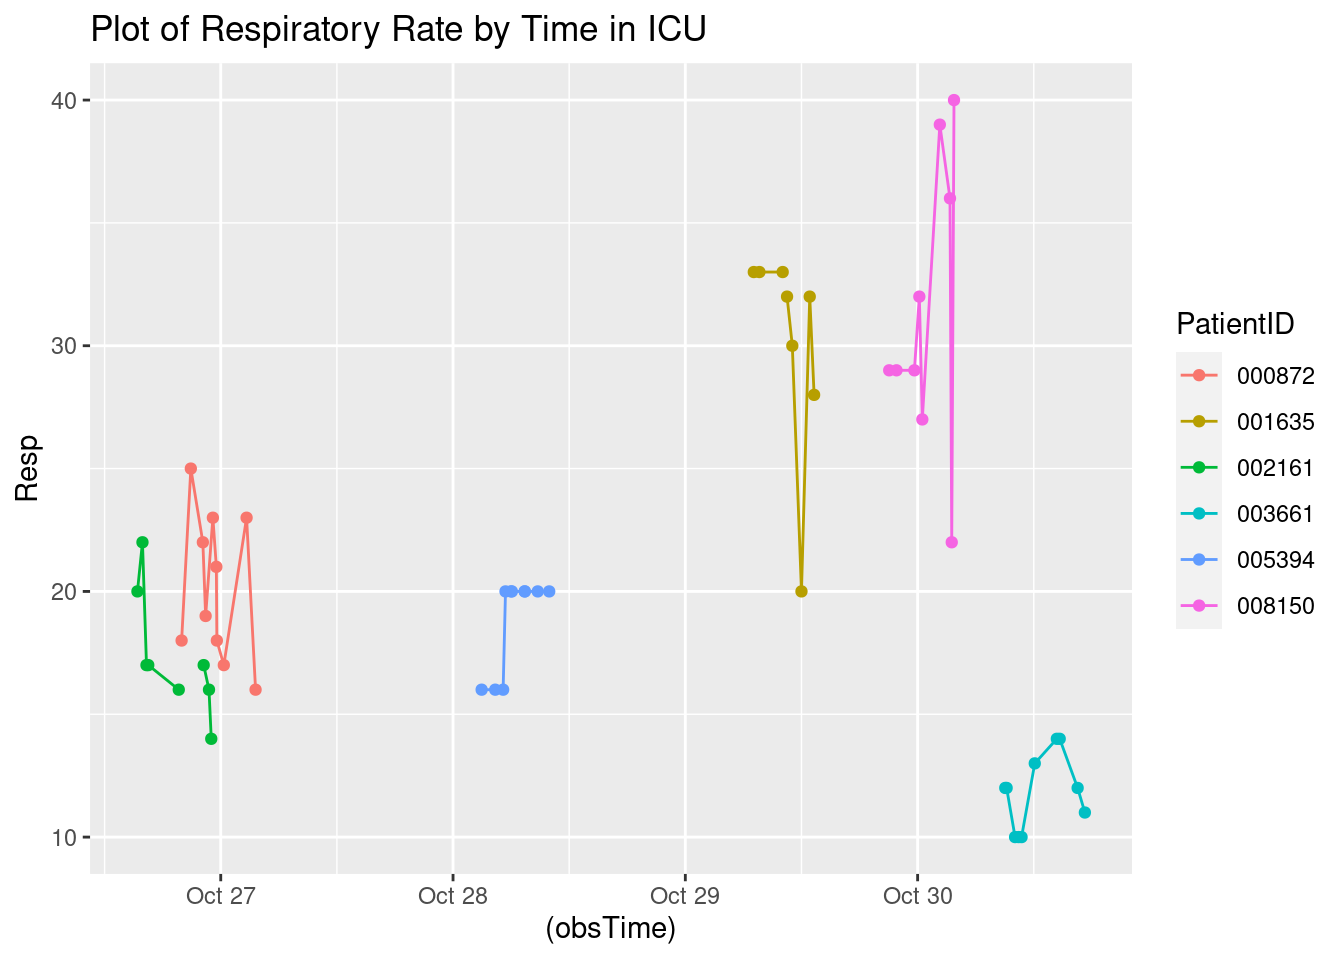 Plot of Respiratory Rate by Time in ICU
40
30
20
10
Resp
Oct 27 Oct 28 Oct 29 Oct 30
(obsTime)
PatientID
000872
001635
002161
003661
005394
008150